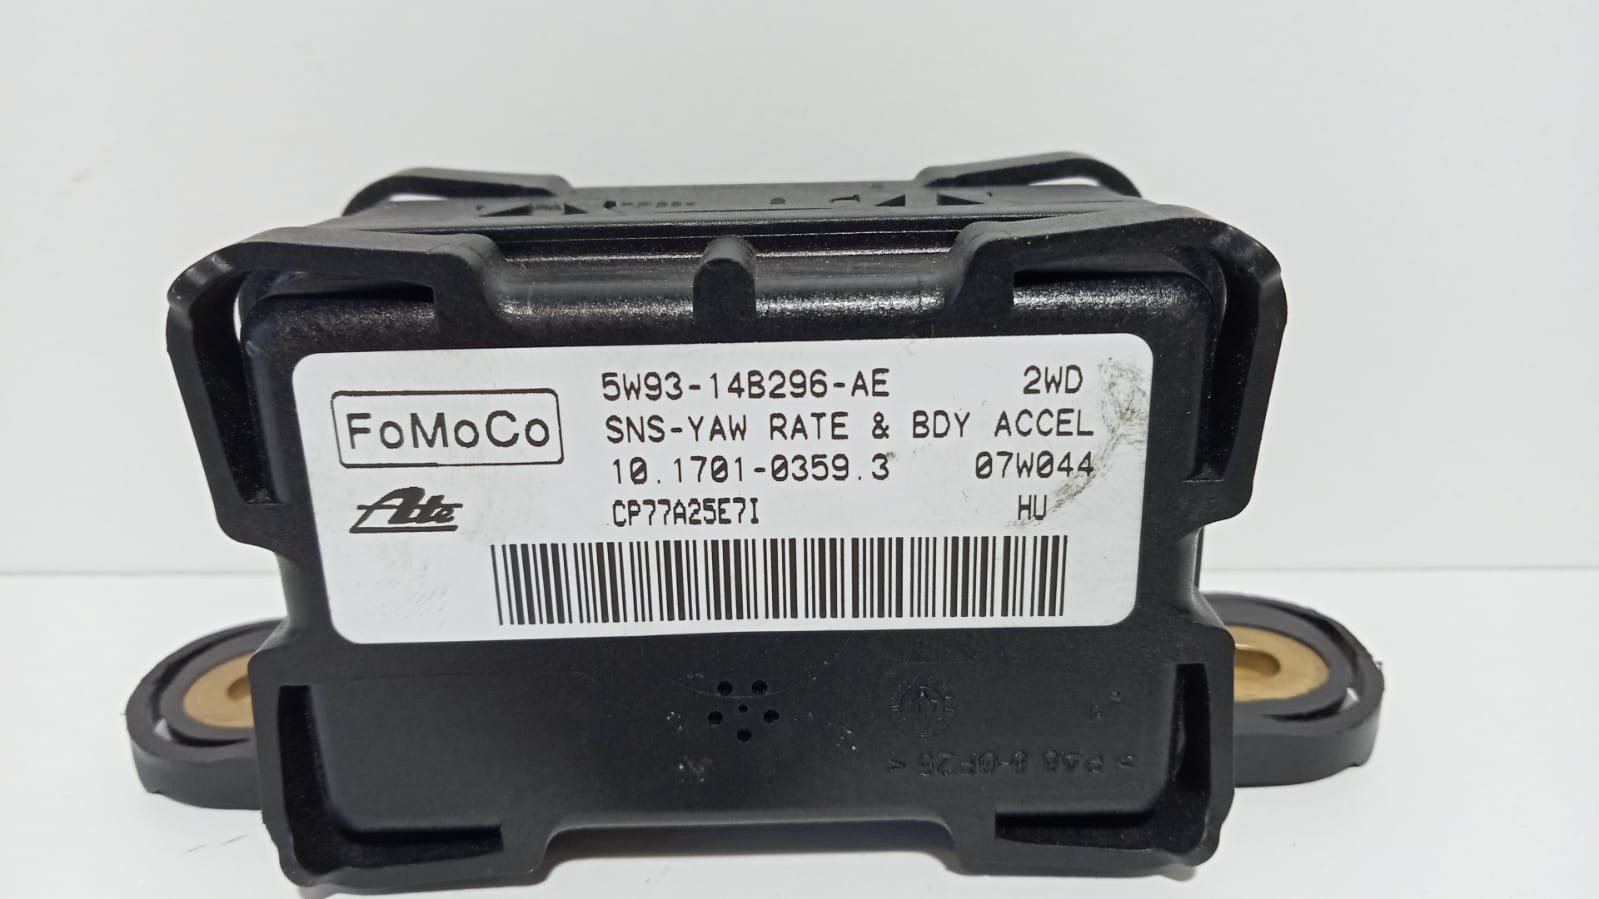 5W93-14B296-AE 2WD
FoMoCo
SNS-YAW RATE & BDY ACCEL
10.1701-0359.3 07W044
Ate
CP77A25E7I HU